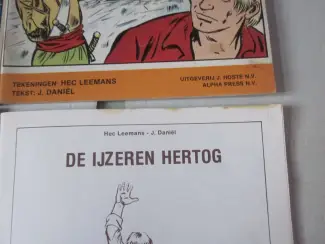 TEKENINGEN: HEC LEEMANS
TEKST: J. DANIËL
UITGEVERIJ J. HOSTE N.V.
ALPHA PRESS N.V.
Hec Leemans - J. Daniël
DE IJZEREN HERTOG